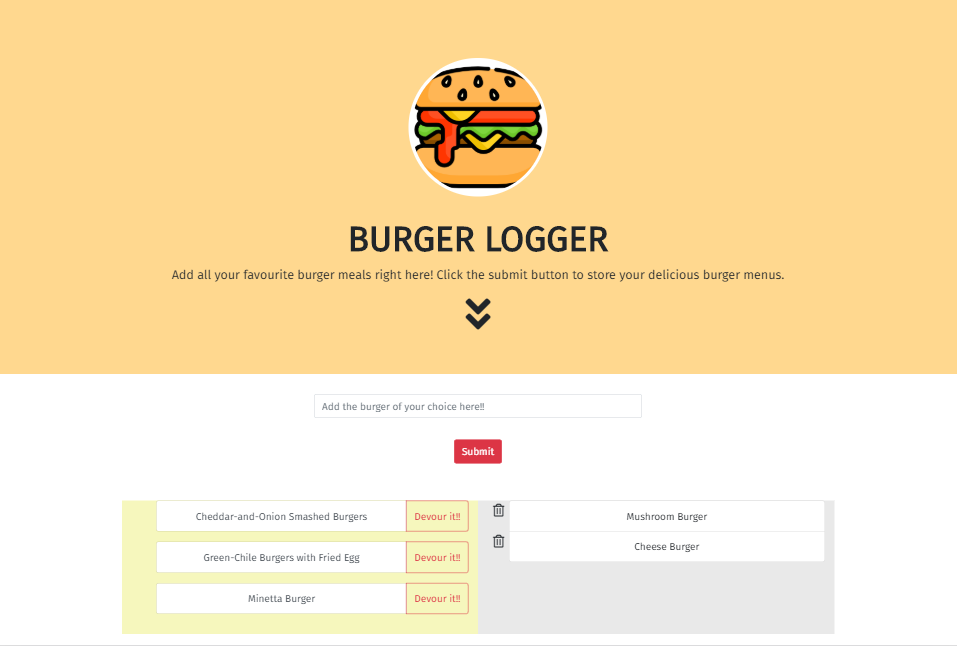 BURGER LOGGER
Add all your favourite burger meals right here! Click the submit button to store your delicious burger menus.
Add the burger of your choice here!!
Submit
Cheddar-and-Onion Smashed Burgers
Devour it!!
Green-Chile Burgers with Fried Egg
Devour it!!
Minetta Burger
Devour it!!
Mushroom Burger
Cheese Burger